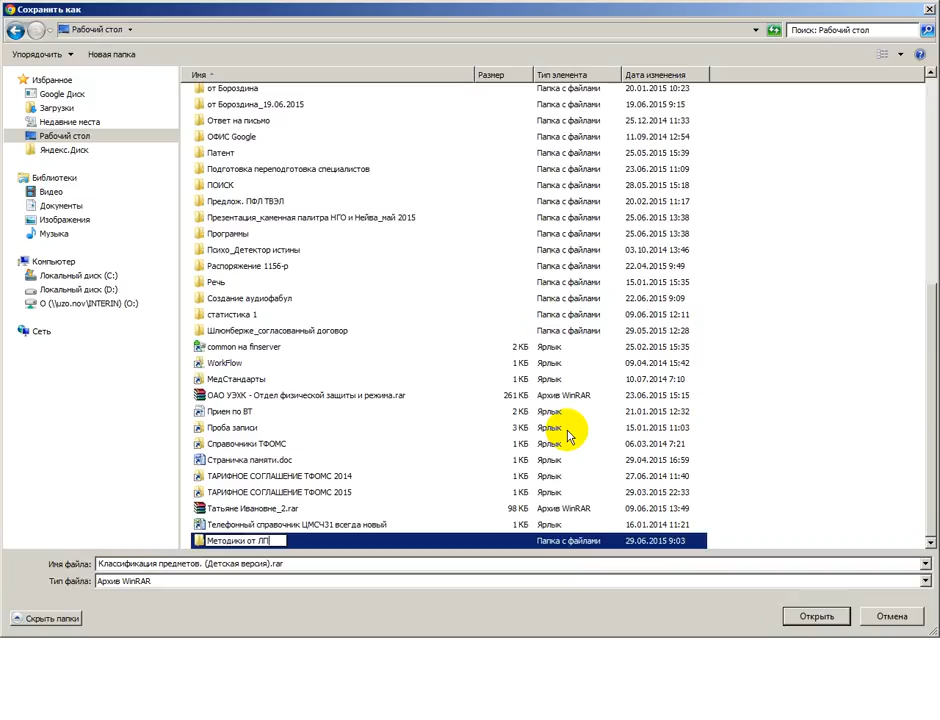 Сохранить как
Рабочий стол
Поиск: Рабочий стол
Упорядочить Новая папка
Имя Размер Тип элемента Дата изменения
Избранное
Google Диск
Загрузки
Недавние места
Рабочий стол
Яндекс.Диск
Библиотеки
Видео
Документы
Изображения
Музыка
Компьютер
Локальный диск (C:)
Локальный диск (D:)
O (\\uzo.nov\INTERIN) (O:)
Сеть
от Бороздина Папка с файлами 20.01.2015 10:23
от Бороздина_19.06.2015 Папка с файлами 19.06.2015 9:15
Ответ на письмо Папка с файлами 25.12.2014 11:33
ОФИС Google Папка с файлами 11.09.2014 12:54
Патент Папка с файлами 25.05.2015 15:39
Подготовка переподготовка специалистов Папка с файлами 23.06.2015 11:09
ПОИСК Папка с файлами 28.05.2015 15:18
Предлож. ПФЛ ТВЭЛ Папка с файлами 20.02.2015 11:17
Презентация_каменная палитра НГО и Нейва_май 2015 Папка с файлами 25.06.2015 13:38
Программы Папка с файлами 25.06.2015 13:38
Психо_Детектор истины Папка с файлами 03.10.2014 13:46
Распоряжение 1156-р Папка с файлами 22.04.2015 9:49
Речь Папка с файлами 15.01.2015 15:35
Создание аудиофабул Папка с файлами 22.06.2015 9:09
статистика 1 Папка с файлами 09.06.2015 12:11
Шлюмберже_согласованный договор Папка с файлами 29.05.2015 12:28
common на finserver 2 КБ Ярлык 25.02.2015 15:35
WorkFlow 1 КБ Ярлык 09.04.2014 15:42
МедСтандарты 1 КБ Ярлык 10.07.2014 7:10
ОАО УЭХК - Отдел физической защиты и режима.rar 261 КБ Архив WinRAR 23.06.2015 15:15
Прием по ВТ 2 КБ Ярлык 21.01.2015 12:32
Проба записи 3 КБ Ярлык 15.01.2015 11:03
Справочники ТФОМС 1 КБ Ярлык 06.03.2014 7:21
Страничка памяти.doc 1 КБ Ярлык 29.04.2015 16:59
ТАРИФНОЕ СОГЛАШЕНИЕ ТФОМС 2014 1 КБ Ярлык 27.06.2014 11:40
ТАРИФНОЕ СОГЛАШЕНИЕ ТФОМС 2015 1 КБ Ярлык 29.03.2015 22:33
Татьяне Ивановне_2.rar 98 КБ Архив WinRAR 09.06.2015 13:49
Телефонный справочник ЦМСЧ31 всегда новый 1 КБ Ярлык 16.01.2014 11:21
Методики от ЛП Папка с файлами 29.06.2015 9:03
Имя файла: Классификация предметов. (Детская версия).rar
Тип файла: Архив WinRAR
Скрыть папки Открыть Отмена